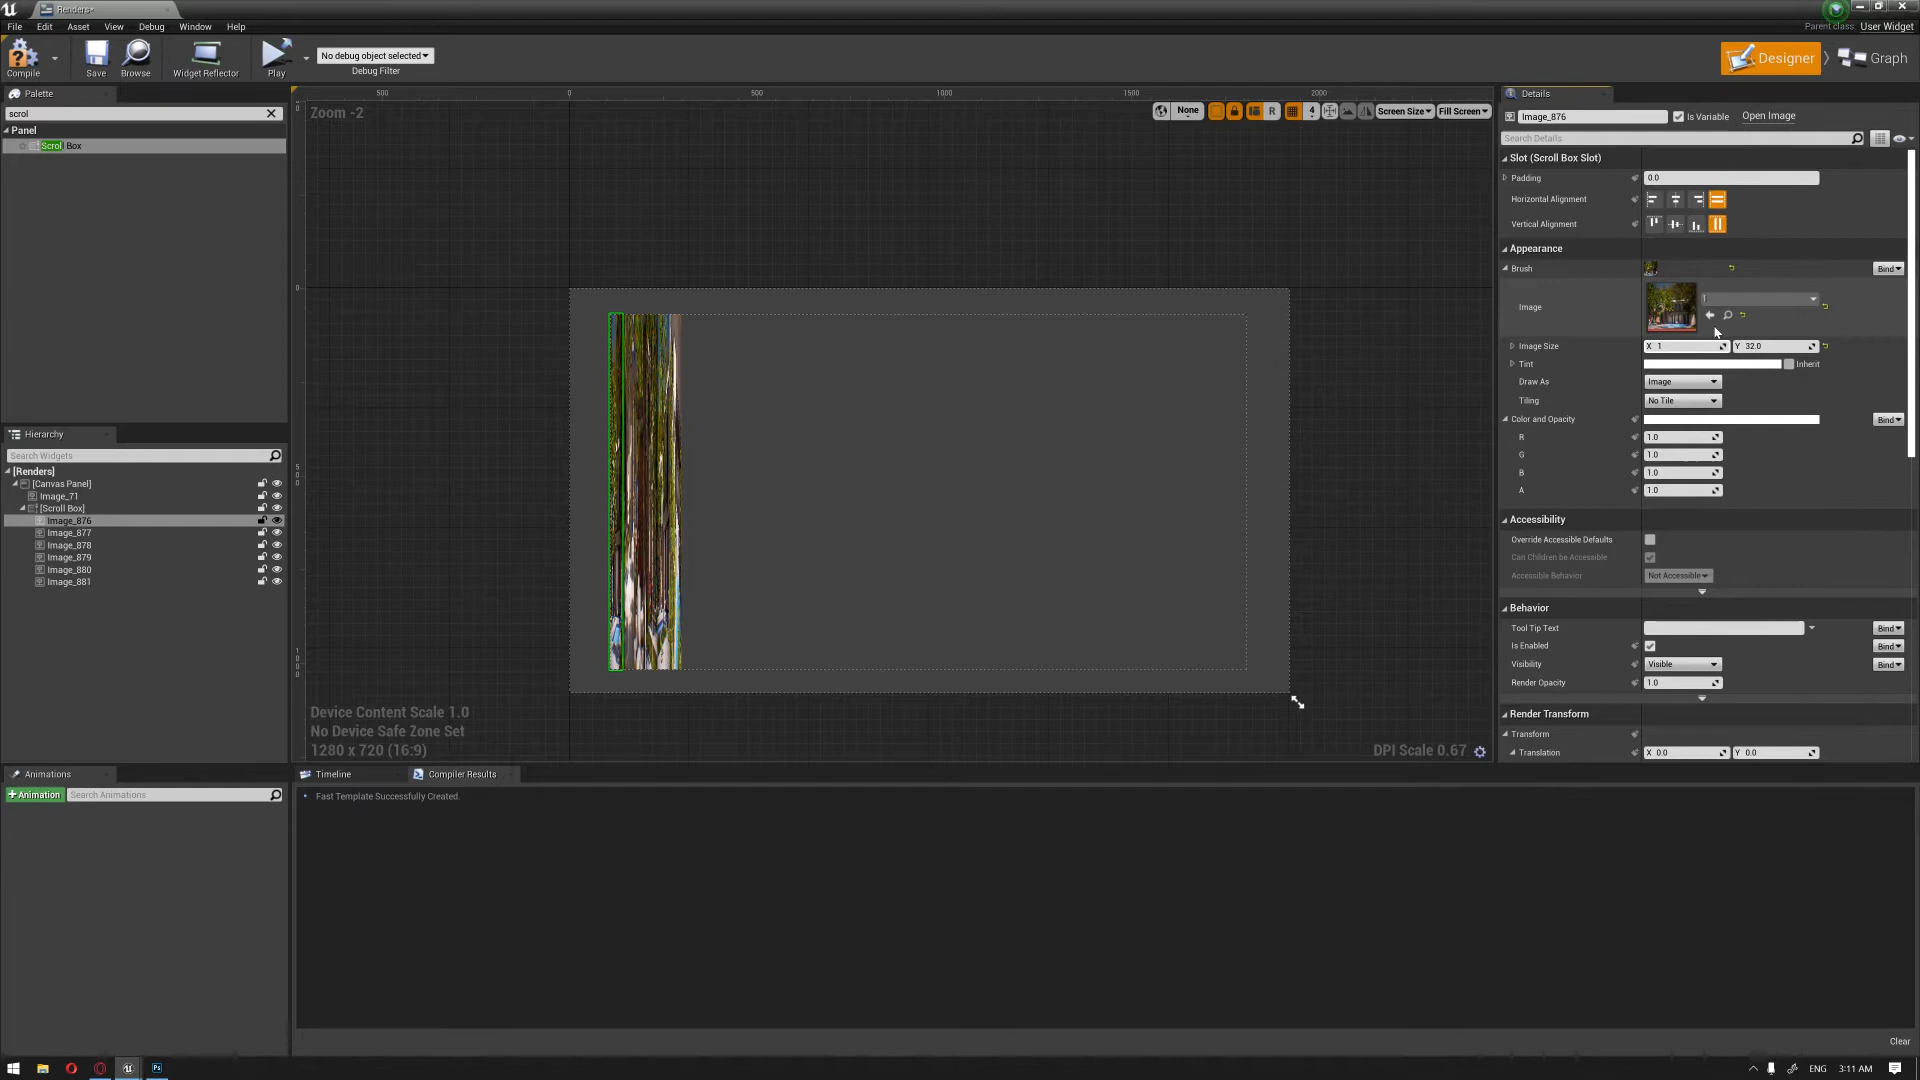 Renders*
File Edit Asset View Debug Window Help
Parent class: User Widget
Compile Save Browse Widget Reflector Play
No debug object selected
Debug Filter
Designer Graph
Palette
scrol
Panel
Scroll Box
Hierarchy
Search Widgets
[Renders]
[Canvas Panel]
Image_71
[Scroll Box]
Image_876
Image_877
Image_878
Image_879
Image_880
Image_881
Animations
+ Animation Search Animations
500 0 500 1000 1500 2000
Zoom -2
None R 4 Screen Size Fill Screen
0
0
500
1000
Device Content Scale 1.0
No Device Safe Zone Set
1280 x 720 (16:9)
DPI Scale 0.67
Timeline Compiler Results
Fast Template Successfully Created.
Clear
Details
Image_876 Is Variable Open Image
Search Details
Slot (Scroll Box Slot)
Padding 0.0
Horizontal Alignment
Vertical Alignment
Appearance
Brush Bind
Image
Image Size X 1 Y 32.0
Tint Inherit
Draw As Image
Tiling No Tile
Color and Opacity Bind
R 1.0
G 1.0
B 1.0
A 1.0
Accessibility
Override Accessible Defaults
Can Children be Accessible
Accessible Behavior Not Accessible
Behavior
Tool Tip Text Bind
Is Enabled Bind
Visibility Visible Bind
Render Opacity 1.0
Render Transform
Transform
Translation X 0.0 Y 0.0
Ps
ENG 3:11 AM